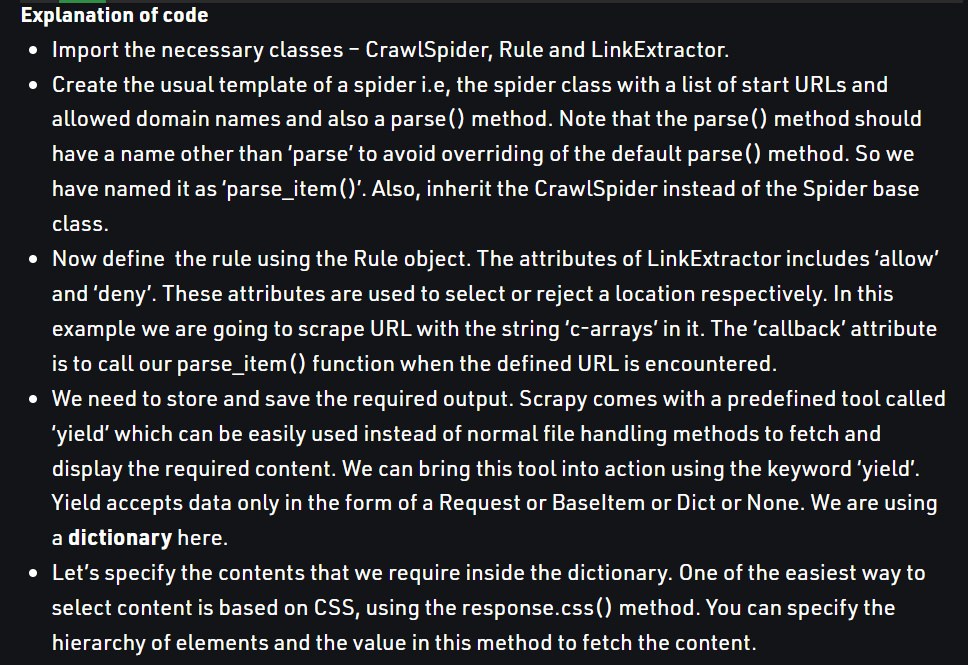 Explanation of code
• Import the necessary classes – CrawlSpider, Rule and LinkExtractor.
• Create the usual template of a spider i.e, the spider class with a list of start URLs and
allowed domain names and also a parse() method. Note that the parse() method should
have a name other than ‘parse’ to avoid overriding of the default parse() method. So we
have named it as ‘parse_item()’. Also, inherit the CrawlSpider instead of the Spider base
class.
• Now define  the rule using the Rule object. The attributes of LinkExtractor includes ‘allow’
and ‘deny’. These attributes are used to select or reject a location respectively. In this
example we are going to scrape URL with the string ‘c-arrays’ in it. The ‘callback’ attribute
is to call our parse_item() function when the defined URL is encountered.
• We need to store and save the required output. Scrapy comes with a predefined tool called
‘yield’ which can be easily used instead of normal file handling methods to fetch and
display the required content. We can bring this tool into action using the keyword ‘yield’.
Yield accepts data only in the form of a Request or BaseItem or Dict or None. We are using
a dictionary here.
• Let’s specify the contents that we require inside the dictionary. One of the easiest way to
select content is based on CSS, using the response.css() method. You can specify the
hierarchy of elements and the value in this method to fetch the content.